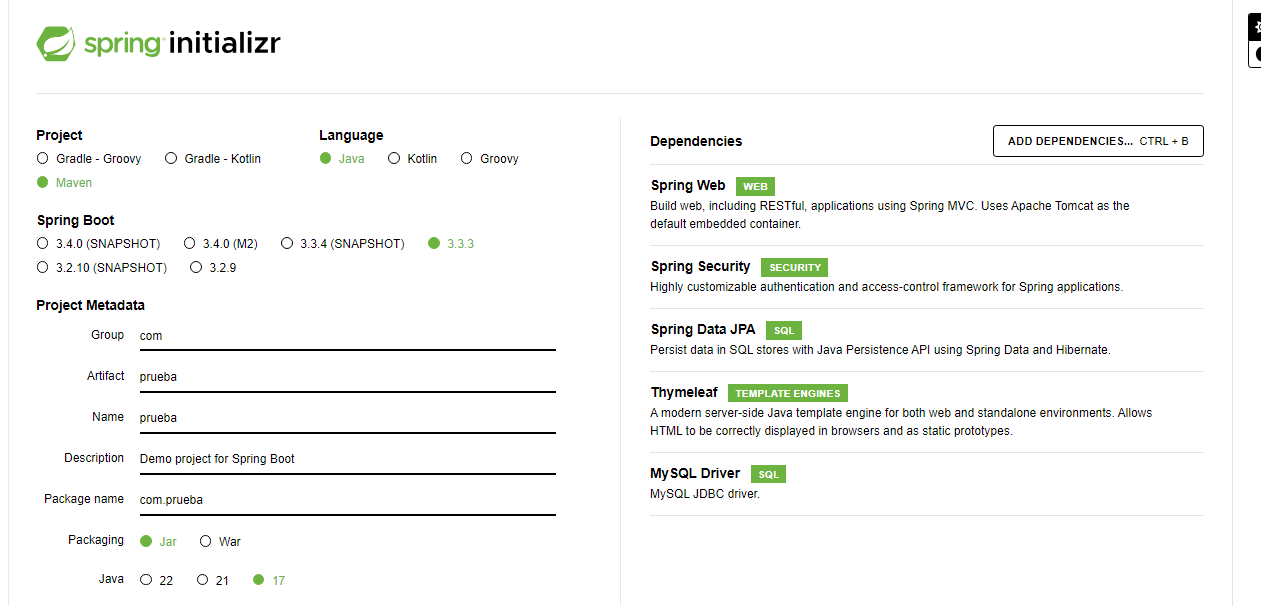 spring initializr
Project
Gradle - Groovy
Gradle - Kotlin
Maven
Language
Java
Kotlin
Groovy
Spring Boot
3.4.0 (SNAPSHOT)
3.4.0 (M2)
3.3.4 (SNAPSHOT)
3.3.3
3.2.10 (SNAPSHOT)
3.2.9
Project Metadata
Group com
Artifact prueba
Name prueba
Description Demo project for Spring Boot
Package name com.prueba
Packaging Jar War
Java 22 21 17
Dependencies
ADD DEPENDENCIES... CTRL + B
Spring Web WEB
Build web, including RESTful, applications using Spring MVC. Uses Apache Tomcat as the
default embedded container.
Spring Security SECURITY
Highly customizable authentication and access-control framework for Spring applications.
Spring Data JPA SQL
Persist data in SQL stores with Java Persistence API using Spring Data and Hibernate.
Thymeleaf TEMPLATE ENGINES
A modern server-side Java template engine for both web and standalone environments. Allows
HTML to be correctly displayed in browsers and as static prototypes.
MySQL Driver SQL
MySQL JDBC driver.